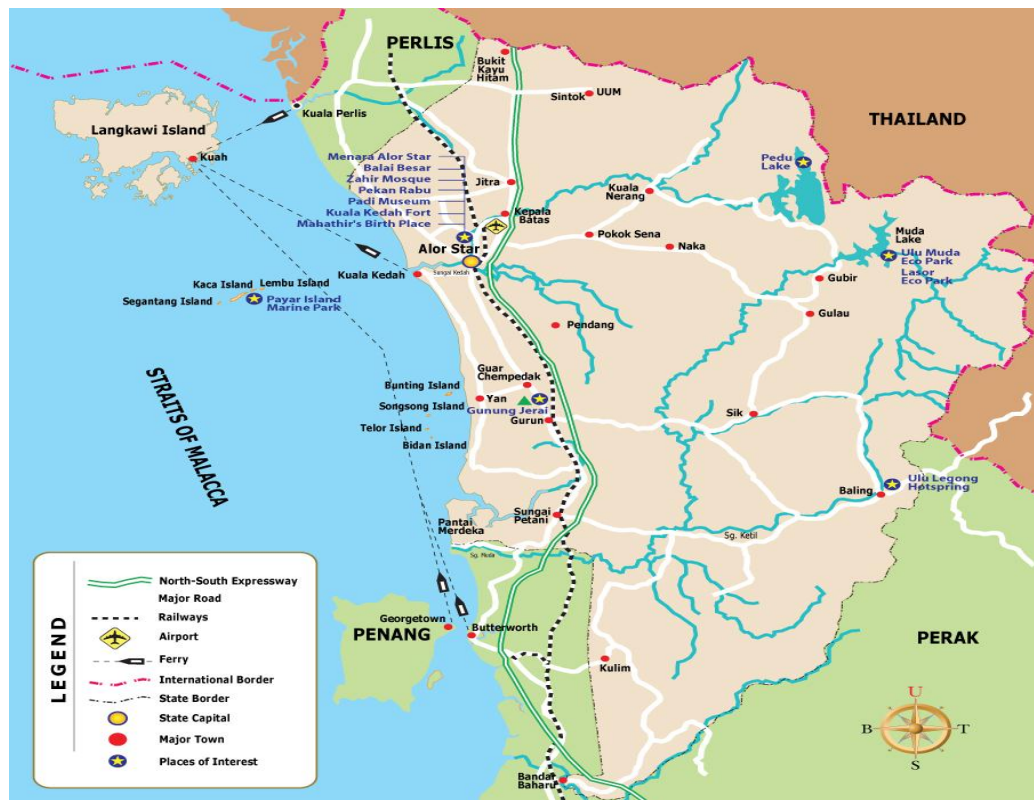 PERLIS
Bukit
Kayu
Hitam
Sintok
UUM
THAILAND
Langkawi Island
Kuala Perlis
Kuah
Menara Alor Star
Balai Besar
Zahir Mosque
Pekan Rabu
Padi Museum
Kuala Kedah Fort
Mahathir's Birth Place
Jitra
Kuala
Nerang
Pedu
Lake
Kepala
Batas
Pokok Sena
Naka
Muda
Lake
Ulu Muda
Eco Park
Lasor
Eco Park
Alor Star
Kuala Kedah
Sungai Kedah
Gubir
Gulau
Kaca Island
Lembu Island
Segantang Island
Payar Island
Marine Park
Pendang
STRAITS OF MALACCA
Guar
Chempedak
Bunting Island
Yan
Gunung Jerai
Songsong Island
Gurun
Telor Island
Bidan Island
Sik
Ulu Legong
Hotspring
Baling
Pantai
Merdeka
Sungai
Petani
Sg. Ketil
Sg. Muda
Georgetown
PENANG
Butterworth
Kulim
PERAK
Bandar
Baharu
LEGEND
North-South Expressway
Major Road
Railways
Airport
Ferry
International Border
State Border
State Capital
Major Town
Places of Interest
U
B
T
S